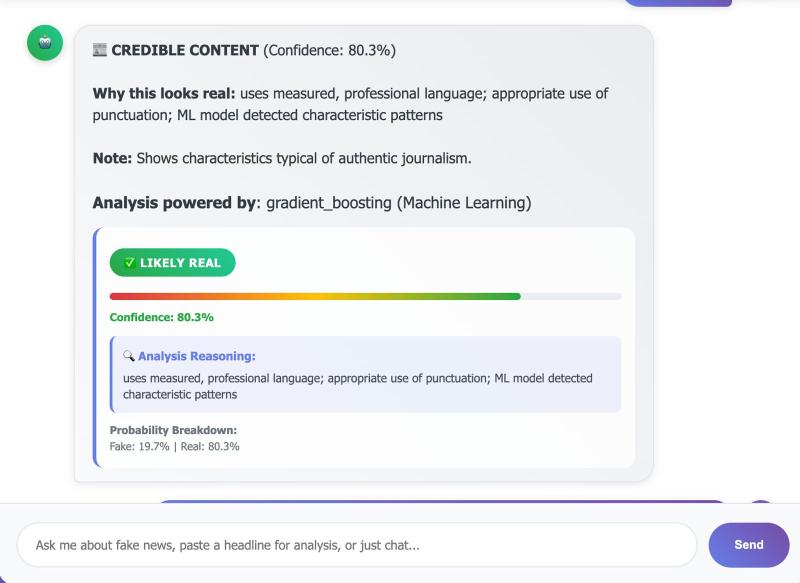 📰 CREDIBLE CONTENT (Confidence: 80.3%)
Why this looks real: uses measured, professional language; appropriate use of
punctuation; ML model detected characteristic patterns
Note: Shows characteristics typical of authentic journalism.
Analysis powered by: gradient_boosting (Machine Learning)
✅ LIKELY REAL
Confidence: 80.3%
🔍 Analysis Reasoning:
uses measured, professional language; appropriate use of punctuation; ML model detected
characteristic patterns
Probability Breakdown:
Fake: 19.7% | Real: 80.3%
Ask me about fake news, paste a headline for analysis, or just chat...
Send